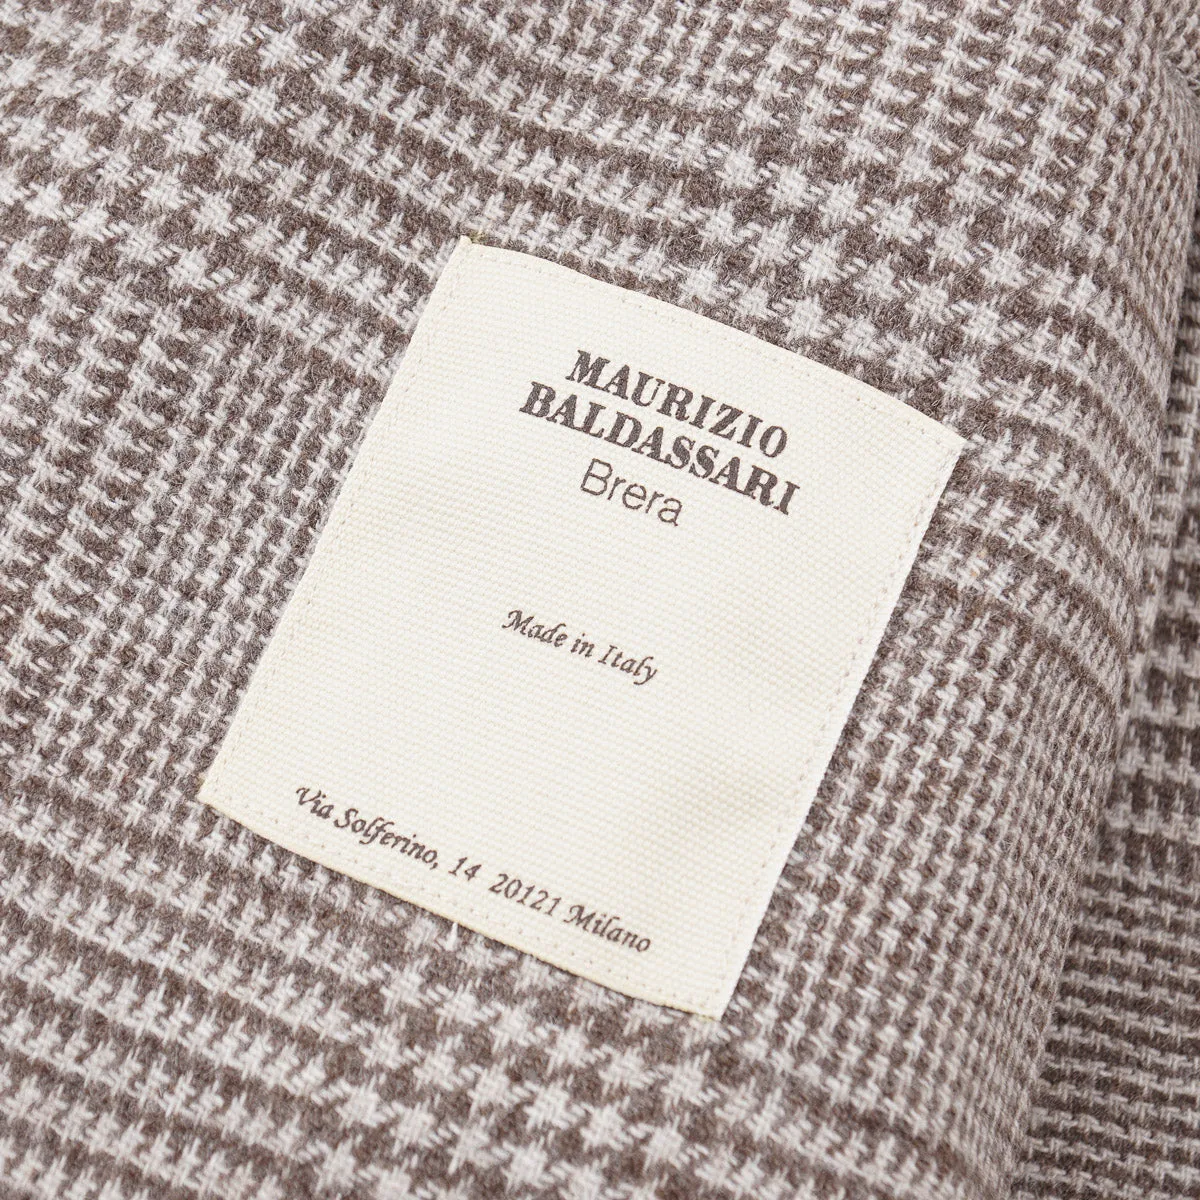 MAURIZIO
BALDASSARI
Brera
Made in Italy
Via Solferino, 14 20121 Milano